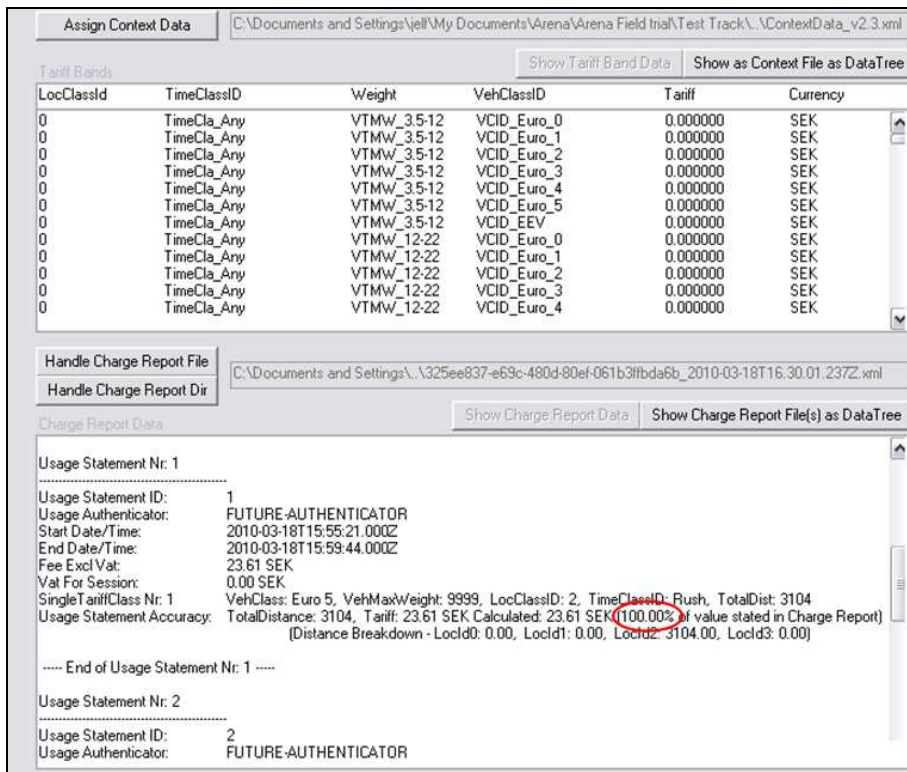 Assign Context Data C:\Documents and Settings\jelf\My Documents\Arena\Arena Field trial\Test Track\..\ContextData_v2.3.xml
Show Tariff Band Data Show as Context File as DataTree
Tariff Bands
LocClassId TimeClassID Weight VehClassID Tariff Currency
0 TimeCla_Any VTMW_3.5-12 VCID_Euro_0 0.000000 SEK
0 TimeCla_Any VTMW_3.5-12 VCID_Euro_1 0.000000 SEK
0 TimeCla_Any VTMW_3.5-12 VCID_Euro_2 0.000000 SEK
0 TimeCla_Any VTMW_3.5-12 VCID_Euro_3 0.000000 SEK
0 TimeCla_Any VTMW_3.5-12 VCID_Euro_4 0.000000 SEK
0 TimeCla_Any VTMW_3.5-12 VCID_Euro_5 0.000000 SEK
0 TimeCla_Any VTMW_3.5-12 VCID_EEV 0.000000 SEK
0 TimeCla_Any VTMW_12-22 VCID_Euro_0 0.000000 SEK
0 TimeCla_Any VTMW_12-22 VCID_Euro_1 0.000000 SEK
0 TimeCla_Any VTMW_12-22 VCID_Euro_2 0.000000 SEK
0 TimeCla_Any VTMW_12-22 VCID_Euro_3 0.000000 SEK
0 TimeCla_Any VTMW_12-22 VCID_Euro_4 0.000000 SEK
Handle Charge Report File
C:\Documents and Settings\..\325ee837-e69c-480d-80ef-061b3ffbda6b_2010-03-18T16.30.01.237Z.xml
Handle Charge Report Dir
Show Charge Report Data Show Charge Report File(s) as DataTree
Charge Report Data
Usage Statement Nr: 1
-----------------------------------------------
Usage Statement ID: 1
Usage Authenticator: FUTURE-AUTHENTICATOR
Start Date/Time: 2010-03-18T15:55:21.000Z
End Date/Time: 2010-03-18T15:59:44.000Z
Fee Excl Vat: 23.61 SEK
Vat For Session: 0.00 SEK
SingleTariffClass Nr: 1 VehClass: Euro 5, VehMaxWeight: 9999, LocClassID: 2, TimeClassID: Rush, TotalDist: 3104
Usage Statement Accuracy: TotalDistance: 3104, Tariff: 23.61 SEK Calculated: 23.61 SEK (100.00% of value stated in Charge Report)
(Distance Breakdown - LocId0: 0.00, LocId1: 0.00, LocId2: 3104.00, LocId3: 0.00)
----- End of Usage Statement Nr: 1 -----
Usage Statement Nr: 2
-----------------------------------------------
Usage Statement ID: 2
Usage Authenticator: FUTURE-AUTHENTICATOR